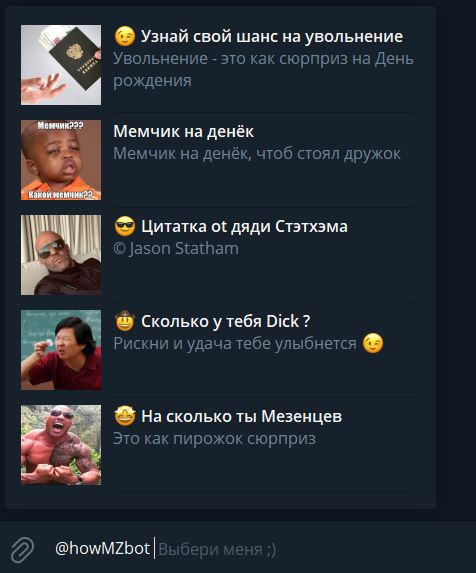 😉 Узнай свой шанс на увольнение
Увольнение - это как сюрприз на День
рождения
Мемчик???
Какой мемчик??
Мемчик на денёк
Мемчик на денёк, чтоб стоял дружок
😎 Цитатка ot дяди Стэтхэма
© Jason Statham
🤠 Сколько у тебя Dick ?
Рискни и удача тебе улыбнется 😉
🤩 На сколько ты Мезенцев
Это как пирожок сюрприз
@howMZbot Выбери меня ;)